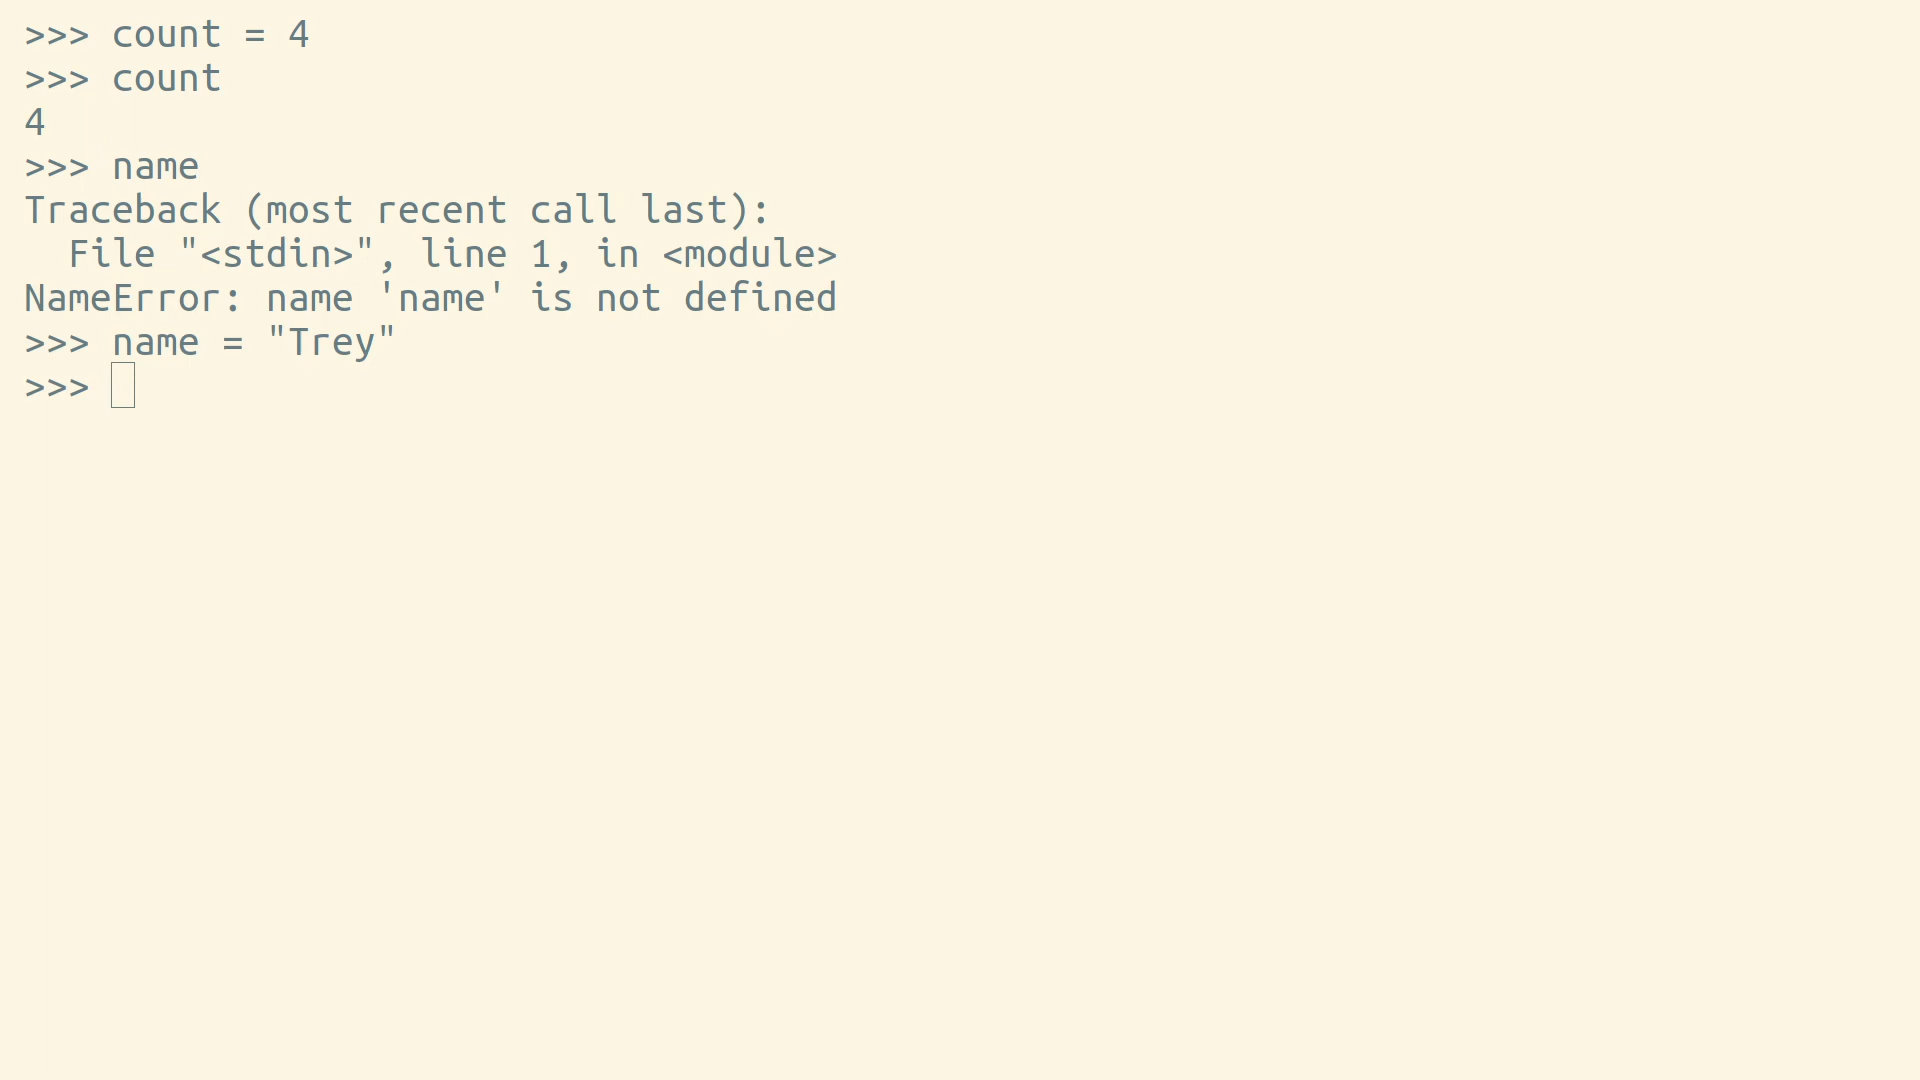 >>> count = 4
>>> count
4
>>> name
Traceback (most recent call last):
  File "<stdin>", line 1, in <module>
NameError: name 'name' is not defined
>>> name = "Trey"
>>>